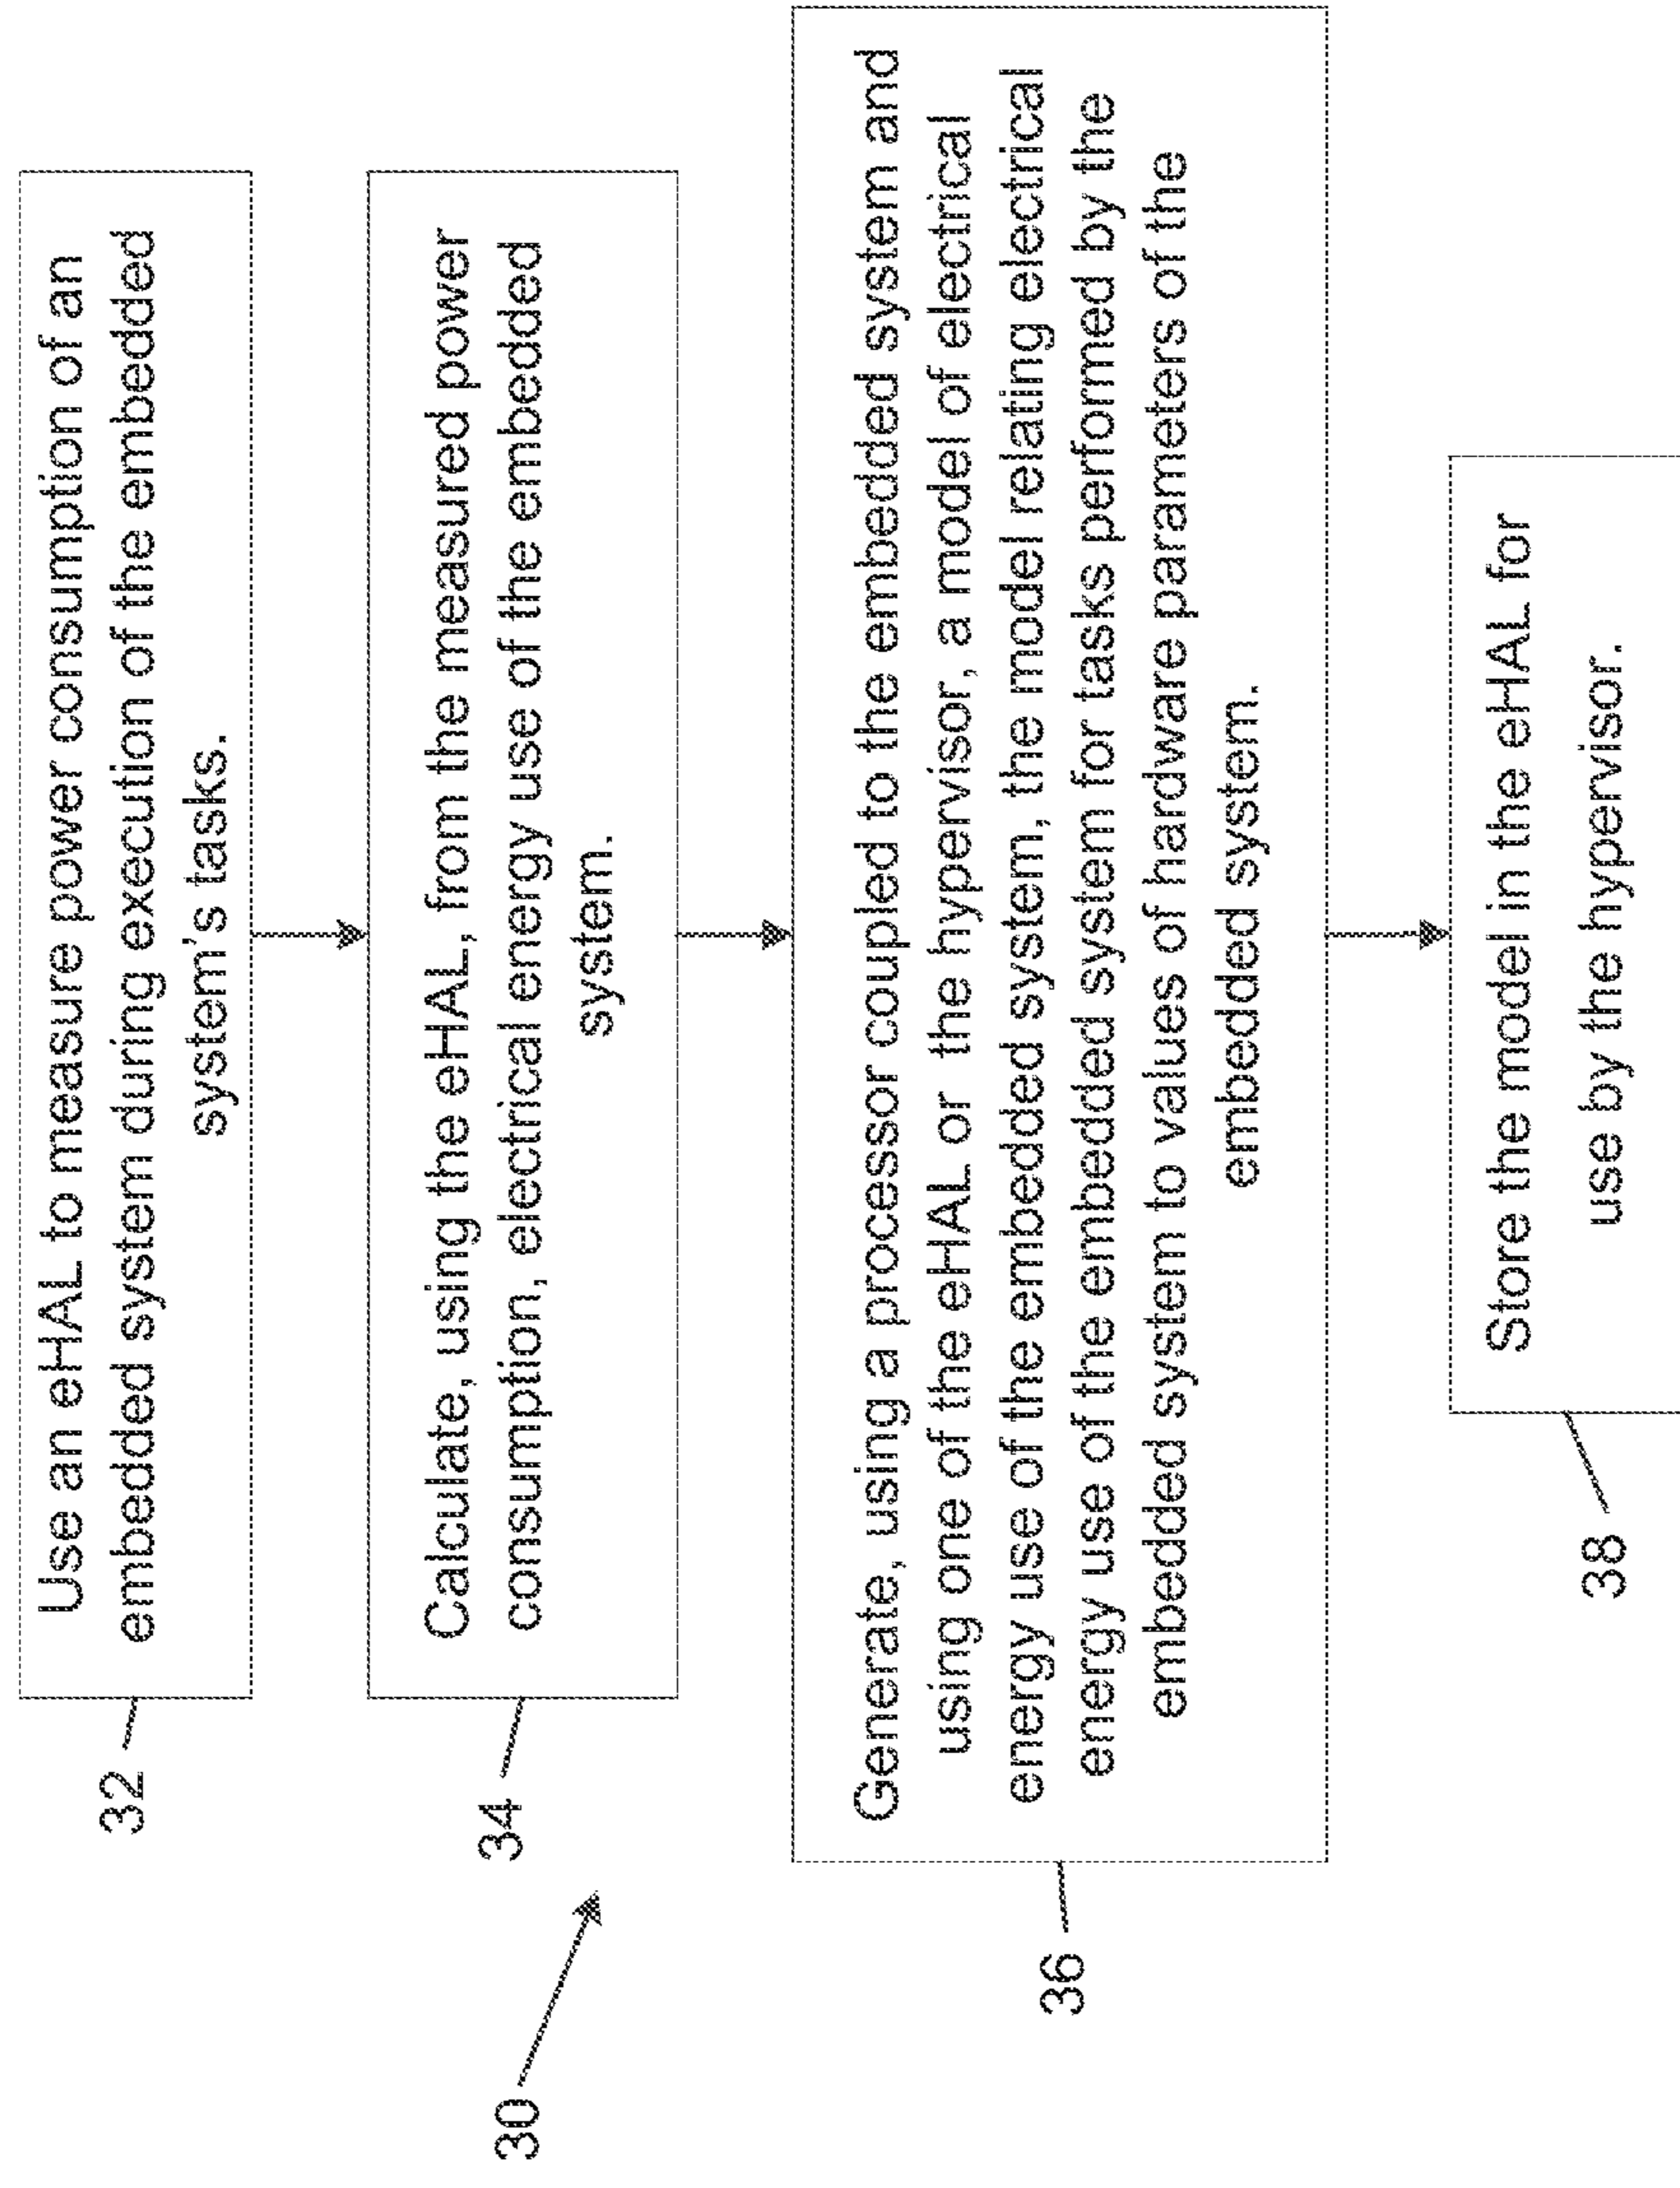 Use an eHAL to measure power consumption of an
embedded system during execution of the embedded
system's tasks.
32
Calculate, using the eHAL, from the measured power
consumption, electrical energy use of the embedded
system.
34
30
Generate, using a processor coupled to the embedded system and
using one of the eHAL or the hypervisor, a model of electrical
energy use of the embedded system, the model relating electrical
energy use of the embedded system for tasks performed by the
embedded system to values of hardware parameters of the
embedded system.
36
Store the model in the eHAL for
use by the hypervisor.
38